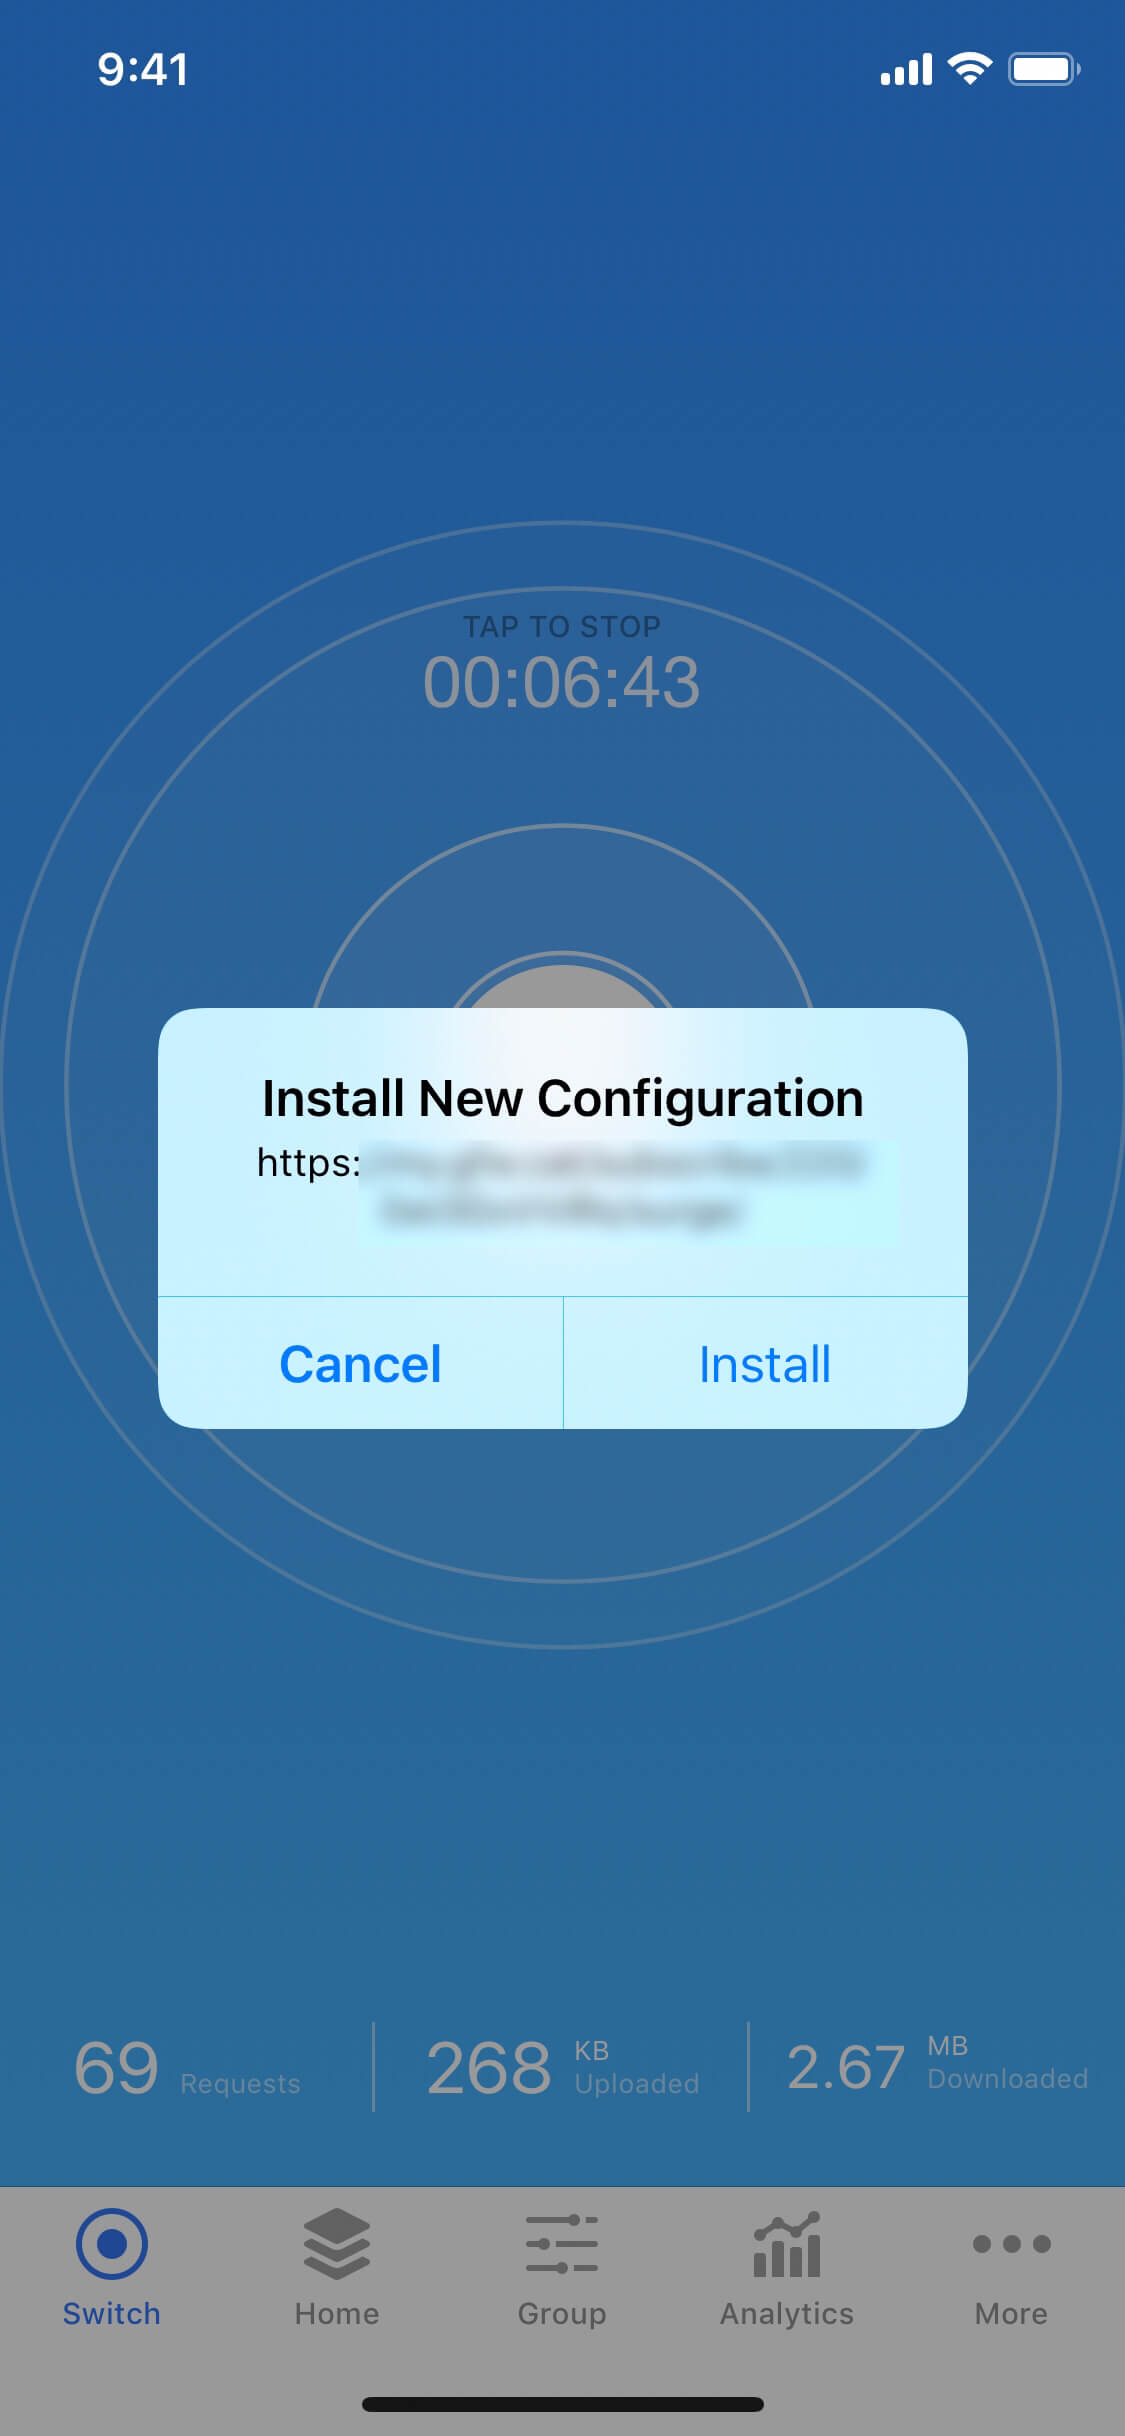 9:41
TAP TO STOP
00:06:43
Install New Configuration
https:
Cancel
Install
69 Requests
268 KB Uploaded
2.67 MB Downloaded
Switch
Home
Group
Analytics
More